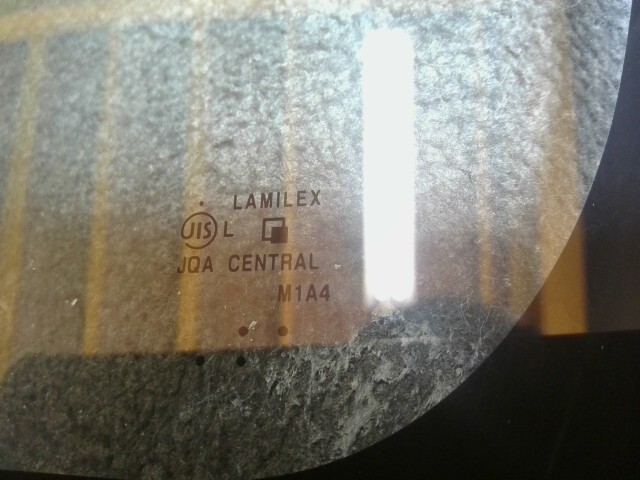 LAMILEX
JIS L
JQA CENTRAL
M1A4